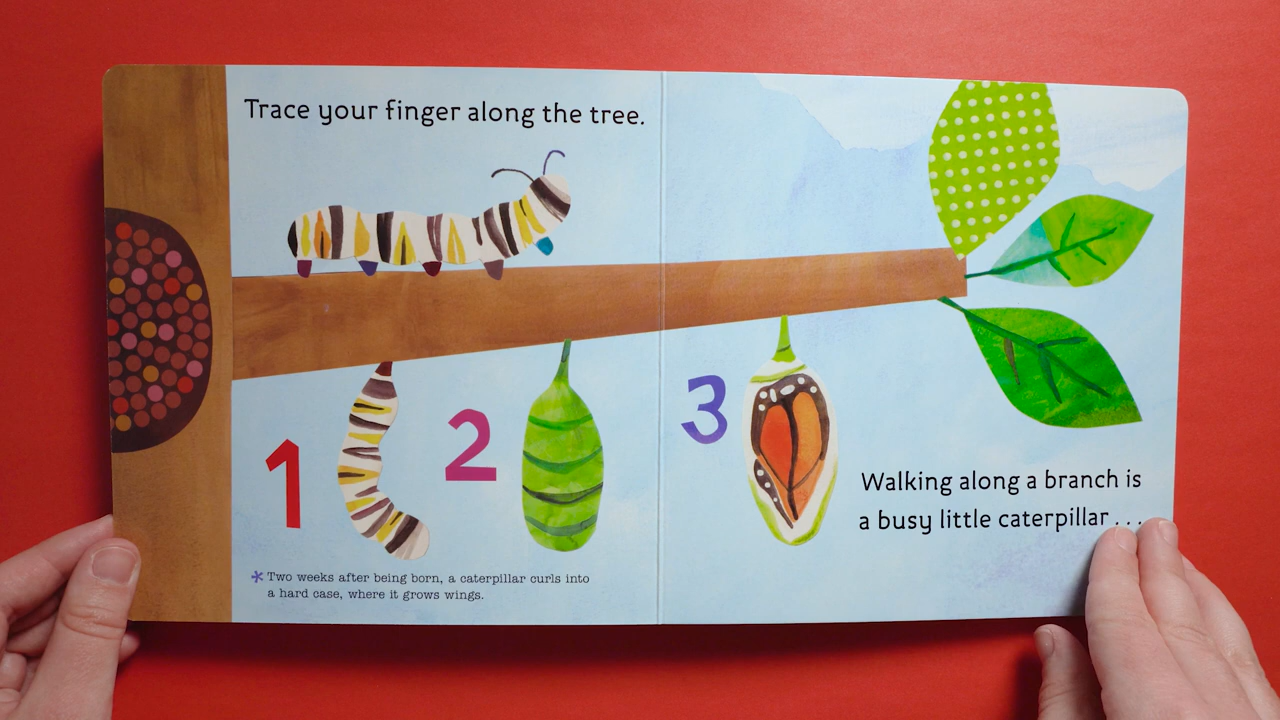 Trace your finger along the tree.
1
2
3
* Two weeks after being born, a caterpillar curls into
a hard case, where it grows wings.
Walking along a branch is
a busy little caterpillar . . .